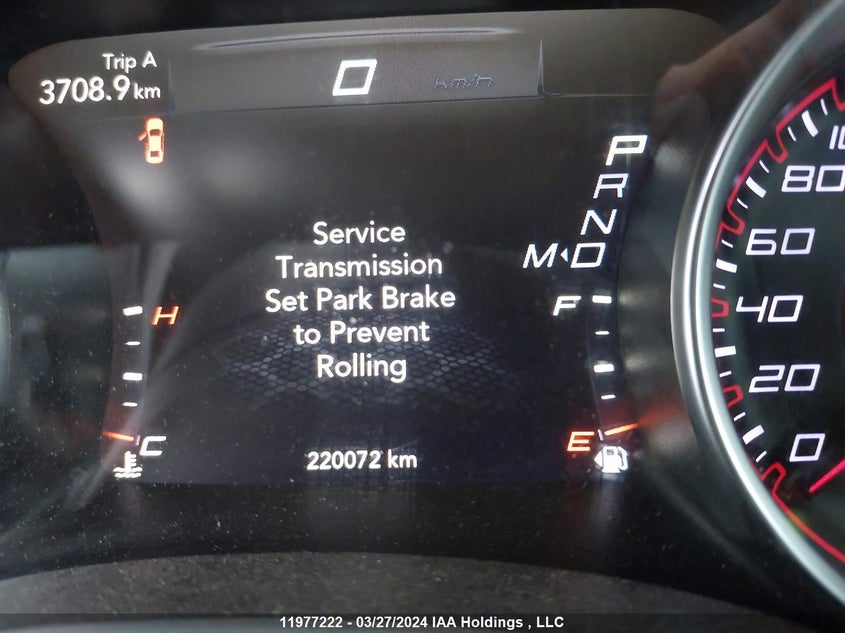 Trip A
3708.9 km
0 km/h
P
R
N
M◂D
Service
Transmission
Set Park Brake
to Prevent
Rolling
H
C
F
E
220072 km
80
60
40
20
0
11977222 - 03/27/2024 IAA Holdings , LLC